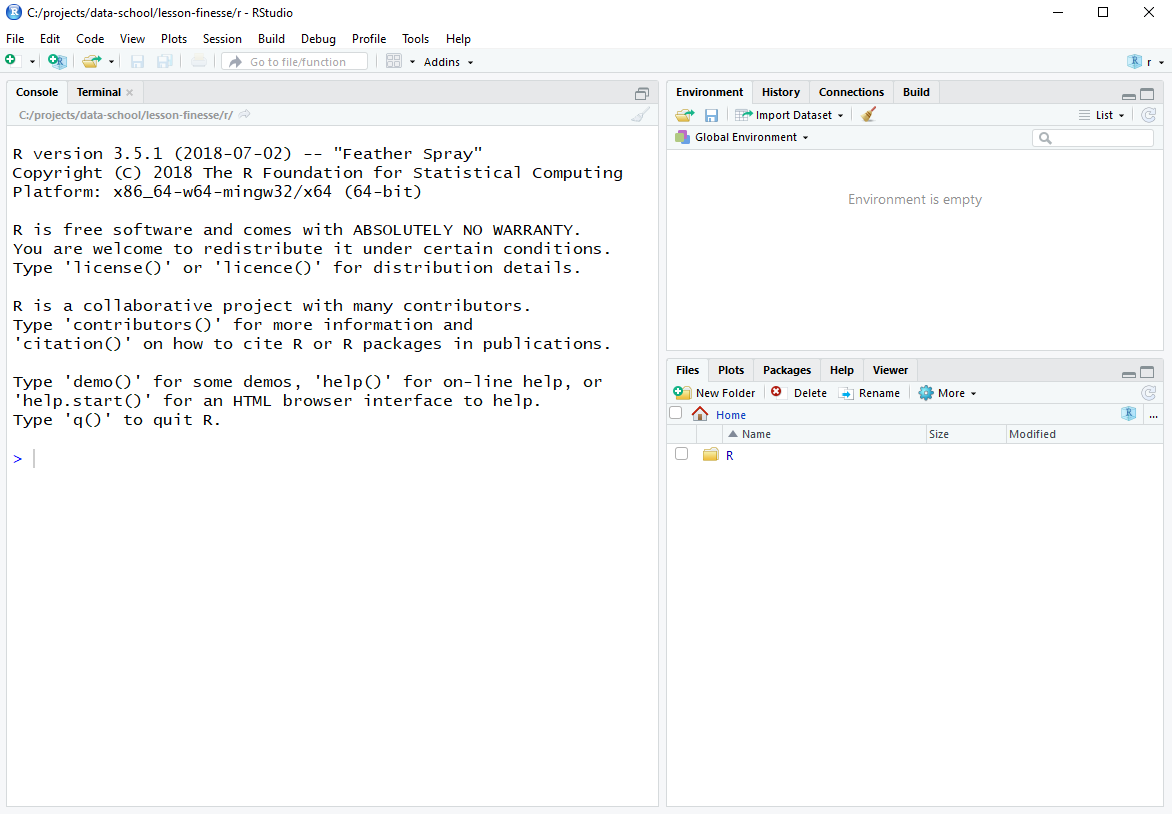 C:/projects/data-school/lesson-finesse/r - RStudio
File Edit Code View Plots Session Build Debug Profile Tools Help
Go to file/function Addins r
Console Terminal
C:/projects/data-school/lesson-finesse/r/
R version 3.5.1 (2018-07-02) -- "Feather Spray"
Copyright (C) 2018 The R Foundation for Statistical Computing
Platform: x86_64-w64-mingw32/x64 (64-bit)
R is free software and comes with ABSOLUTELY NO WARRANTY.
You are welcome to redistribute it under certain conditions.
Type 'license()' or 'licence()' for distribution details.
R is a collaborative project with many contributors.
Type 'contributors()' for more information and
'citation()' on how to cite R or R packages in publications.
Type 'demo()' for some demos, 'help()' for on-line help, or
'help.start()' for an HTML browser interface to help.
Type 'q()' to quit R.
>
Environment History Connections Build
Import Dataset List
Global Environment
Environment is empty
Files Plots Packages Help Viewer
New Folder Delete Rename More
Home ...
Name Size Modified
R